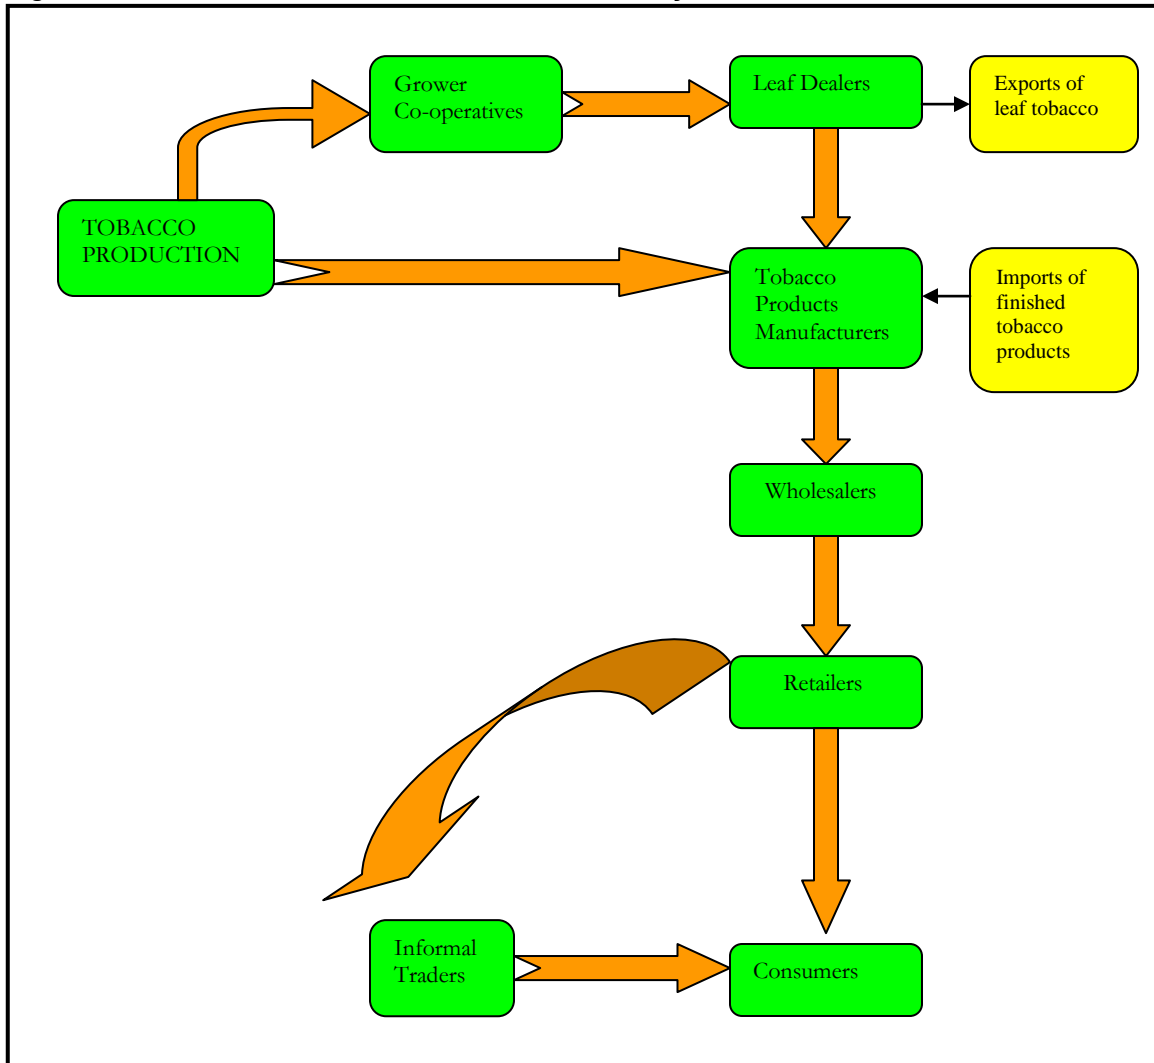 Grower
Co-operatives
Leaf Dealers
Exports of
leaf tobacco
TOBACCO
PRODUCTION
Tobacco
Products
Manufacturers
Imports of
finished
tobacco
products
Wholesalers
Retailers
Informal
Traders
Consumers